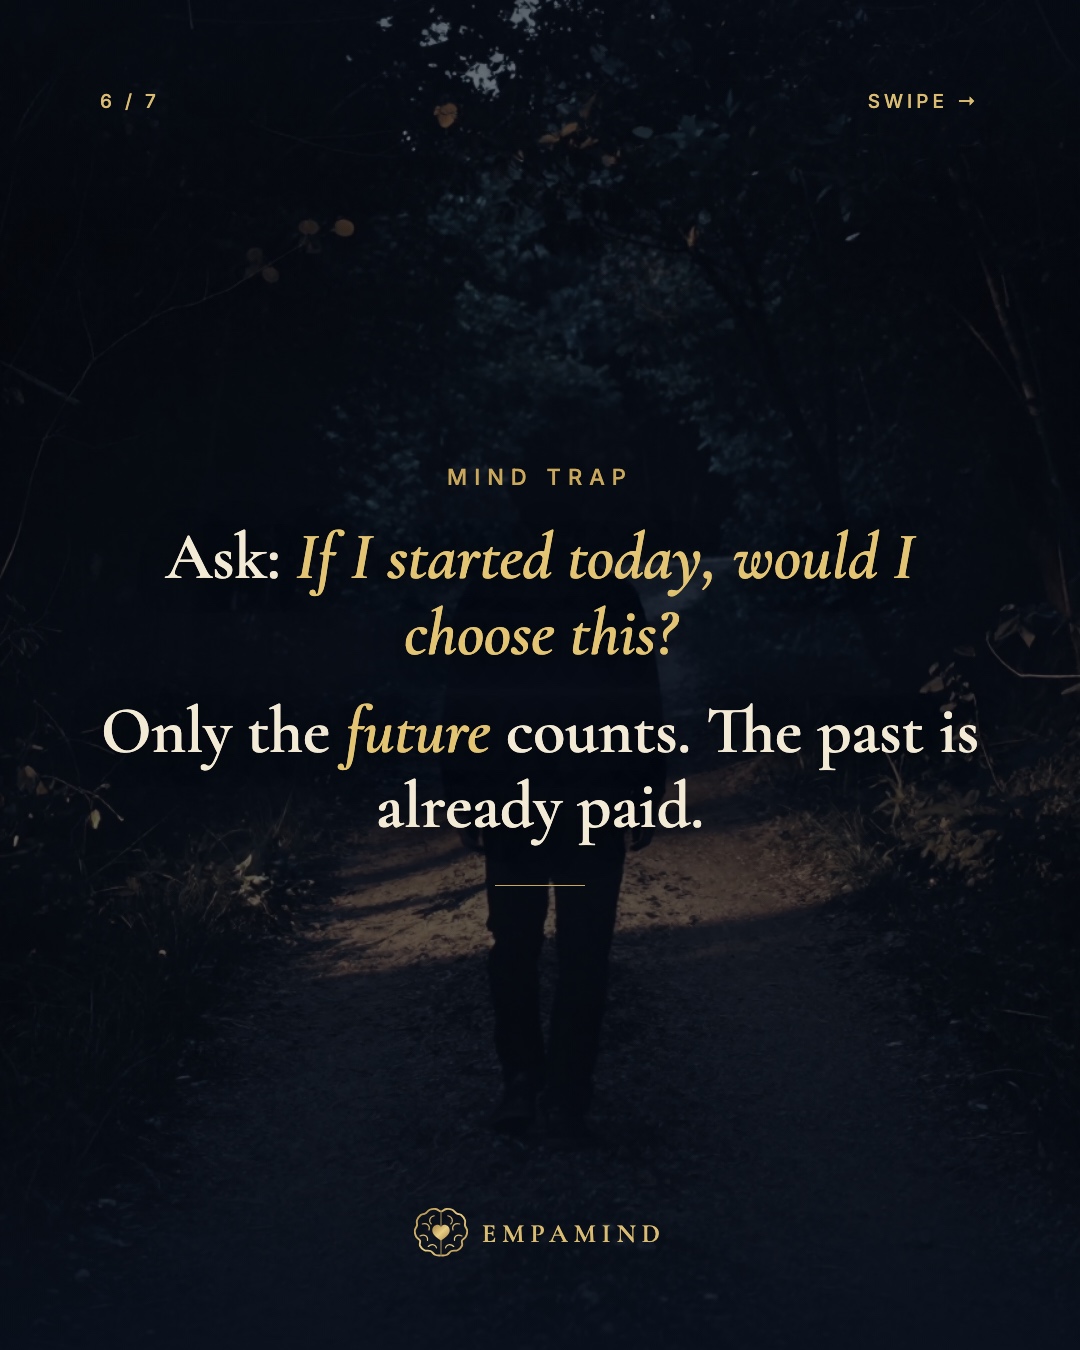 6 / 7
SWIPE →
MIND TRAP
Ask: If I started today, would I
choose this?
Only the future counts. The past is
already paid.
EMPAMIND